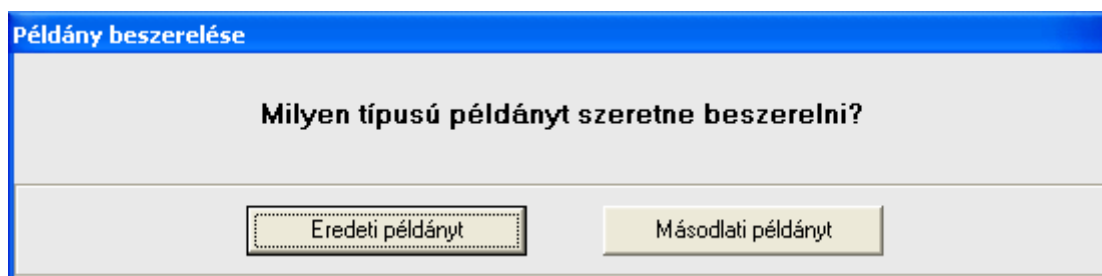 Példány beszerelése
Milyen típusú példányt szeretne beszerelni?
Eredeti példányt
Másodlati példányt